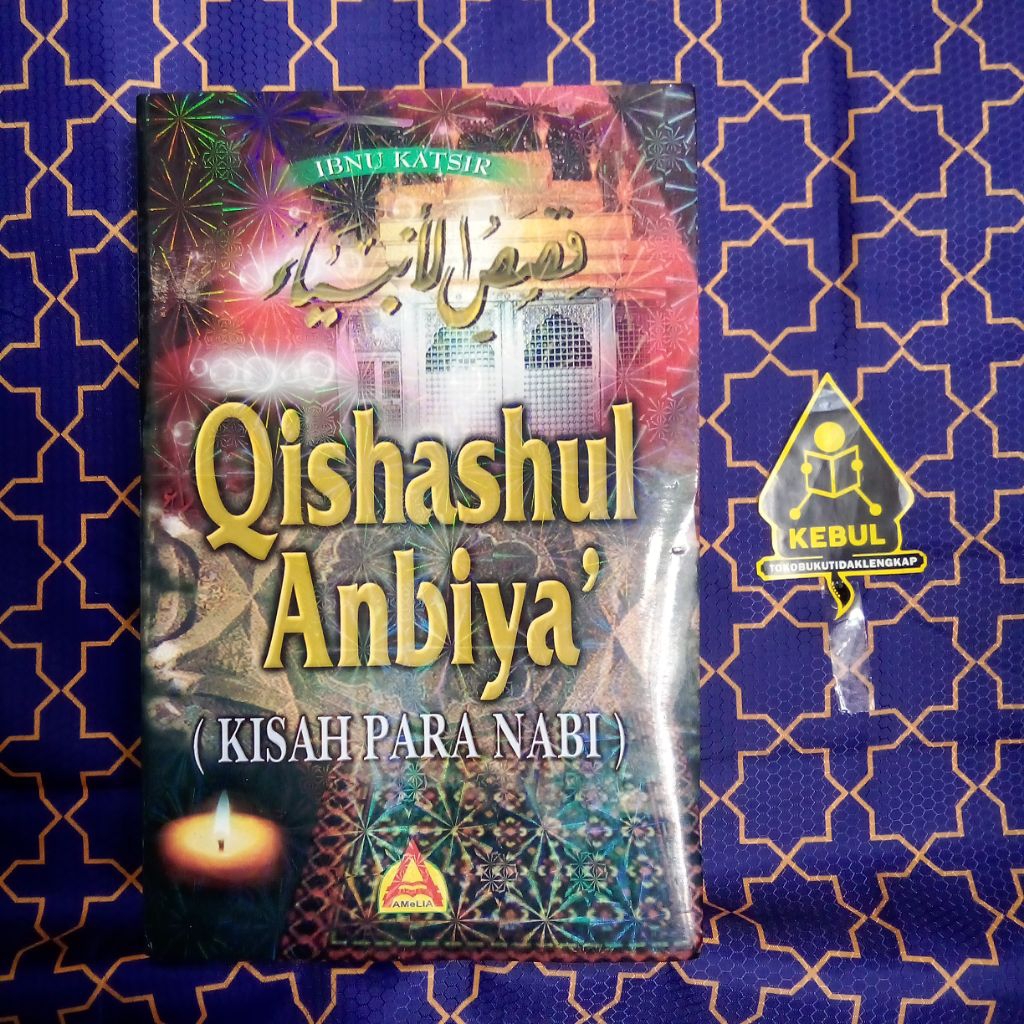 IBNU KATSIR
قصص الأنبياء
Qishashul
Anbiya'
( KISAH PARA NABI )
AMeLIA
KEBUL
TOKOBUKUTIDAKLENGKAP